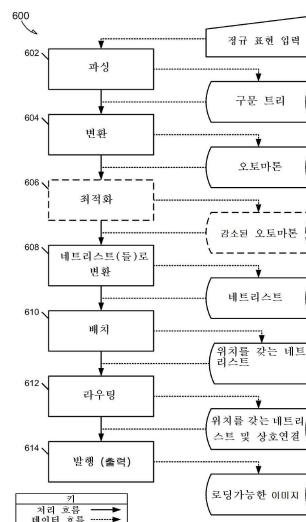 600
정규 표현 입력
602
파싱
구문 트리
604
변환
오토마톤
606
최적화
감소된 오토마톤
608
네트리스트(들)로
변환
네트리스트
610
배치
위치를 갖는 네트
리스트
612
라우팅
위치를 갖는 네트리
스트 및 상호연결
614
발행 (출력)
로딩가능한 이미지
키
처리 흐름
데이터 흐름